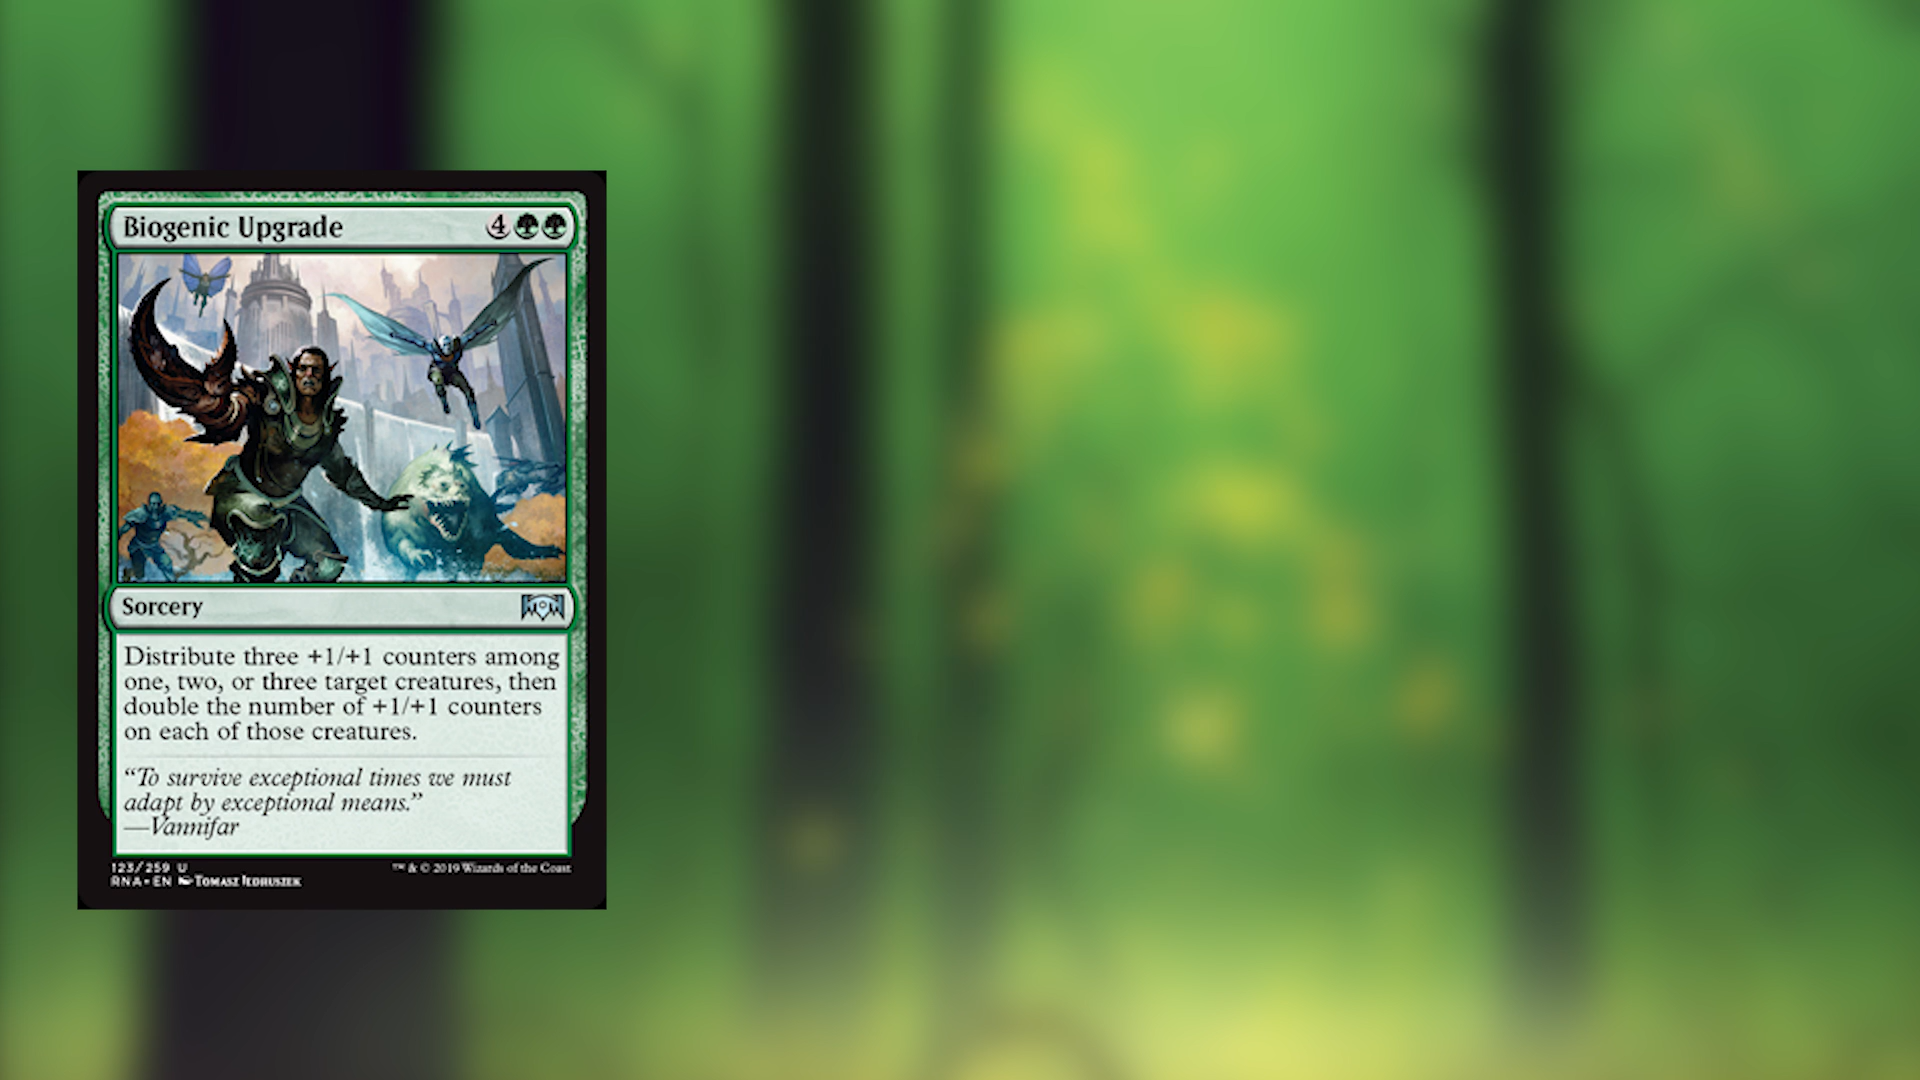 Biogenic Upgrade 4
Sorcery
Distribute three +1/+1 counters among
one, two, or three target creatures, then
double the number of +1/+1 counters
on each of those creatures.
“To survive exceptional times we must
adapt by exceptional means.”
—Vannifar
123/259 U
™ & © 2019 Wizards of the Coast
RNA • EN Tomasz Jedruszek